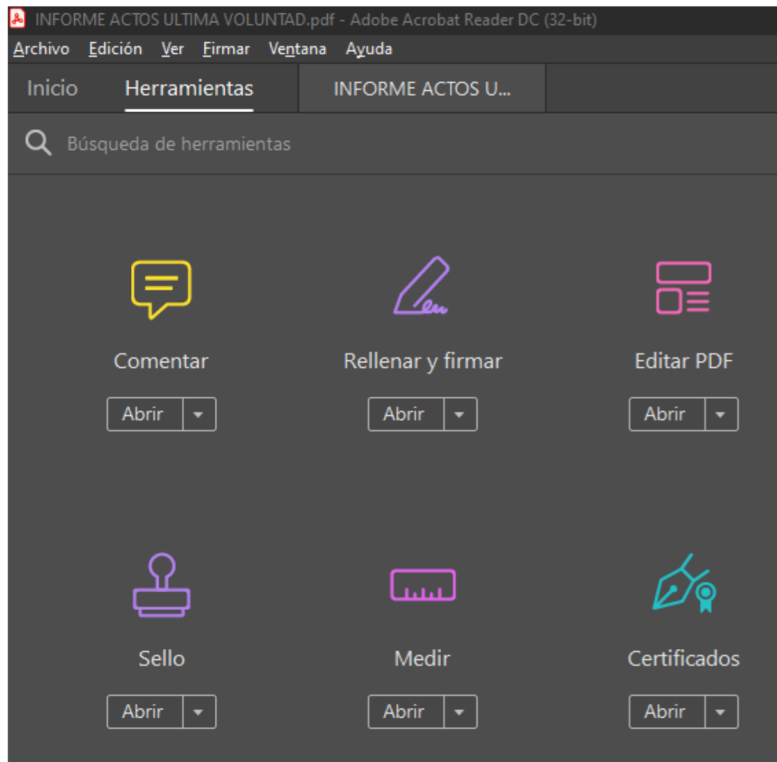 INFORME ACTOS ULTIMA VOLUNTAD.pdf - Adobe Acrobat Reader DC (32-bit)
Archivo Edición Ver Firmar Ventana Ayuda
Inicio Herramientas INFORME ACTOS U...
Búsqueda de herramientas
Comentar Rellenar y firmar Editar PDF
Abrir Abrir Abrir
Sello Medir Certificados
Abrir Abrir Abrir